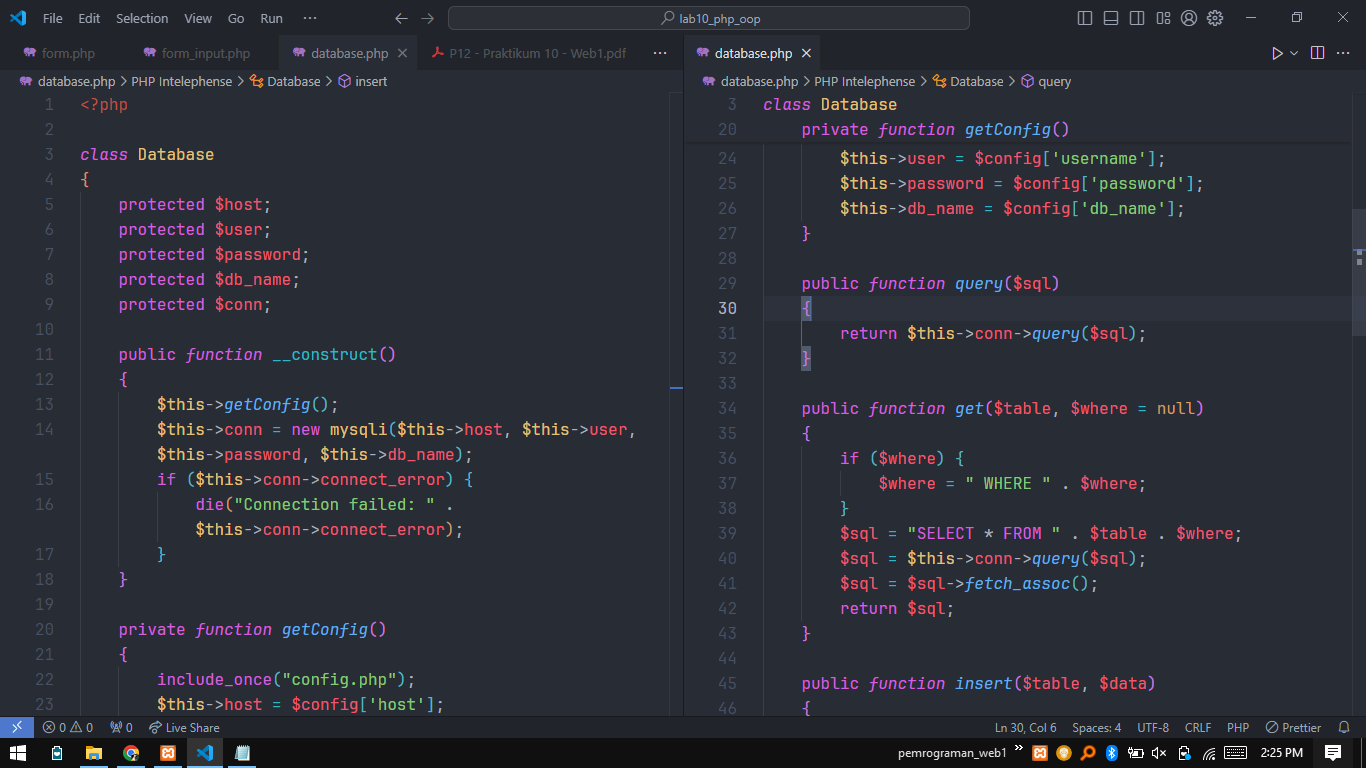 File Edit Selection View Go Run ··· lab10_php_oop
form.php form_input.php database.php P12 - Praktikum 10 - Web1.pdf ···
database.php > PHP Intelephense > Database > insert
1 <?php
2
3 class Database
4 {
5 protected $host;
6 protected $user;
7 protected $password;
8 protected $db_name;
9 protected $conn;
10
11 public function __construct()
12 {
13 $this->getConfig();
14 $this->conn = new mysqli($this->host, $this->user,
$this->password, $this->db_name);
15 if ($this->conn->connect_error) {
16 die("Connection failed: " .
$this->conn->connect_error);
17 }
18 }
19
20 private function getConfig()
21 {
22 include_once("config.php");
23 $this->host = $config['host'];
database.php
database.php > PHP Intelephense > Database > query
3 class Database
20 private function getConfig()
24 $this->user = $config['username'];
25 $this->password = $config['password'];
26 $this->db_name = $config['db_name'];
27 }
28
29 public function query($sql)
30 {
31 return $this->conn->query($sql);
32 }
33
34 public function get($table, $where = null)
35 {
36 if ($where) {
37 $where = " WHERE " . $where;
38 }
39 $sql = "SELECT * FROM " . $table . $where;
40 $sql = $this->conn->query($sql);
41 $sql = $sql->fetch_assoc();
42 return $sql;
43 }
44
45 public function insert($table, $data)
46 {
0 0 0 Live Share Ln 30, Col 6 Spaces: 4 UTF-8 CRLF PHP Prettier
pemrograman_web1 2:25 PM